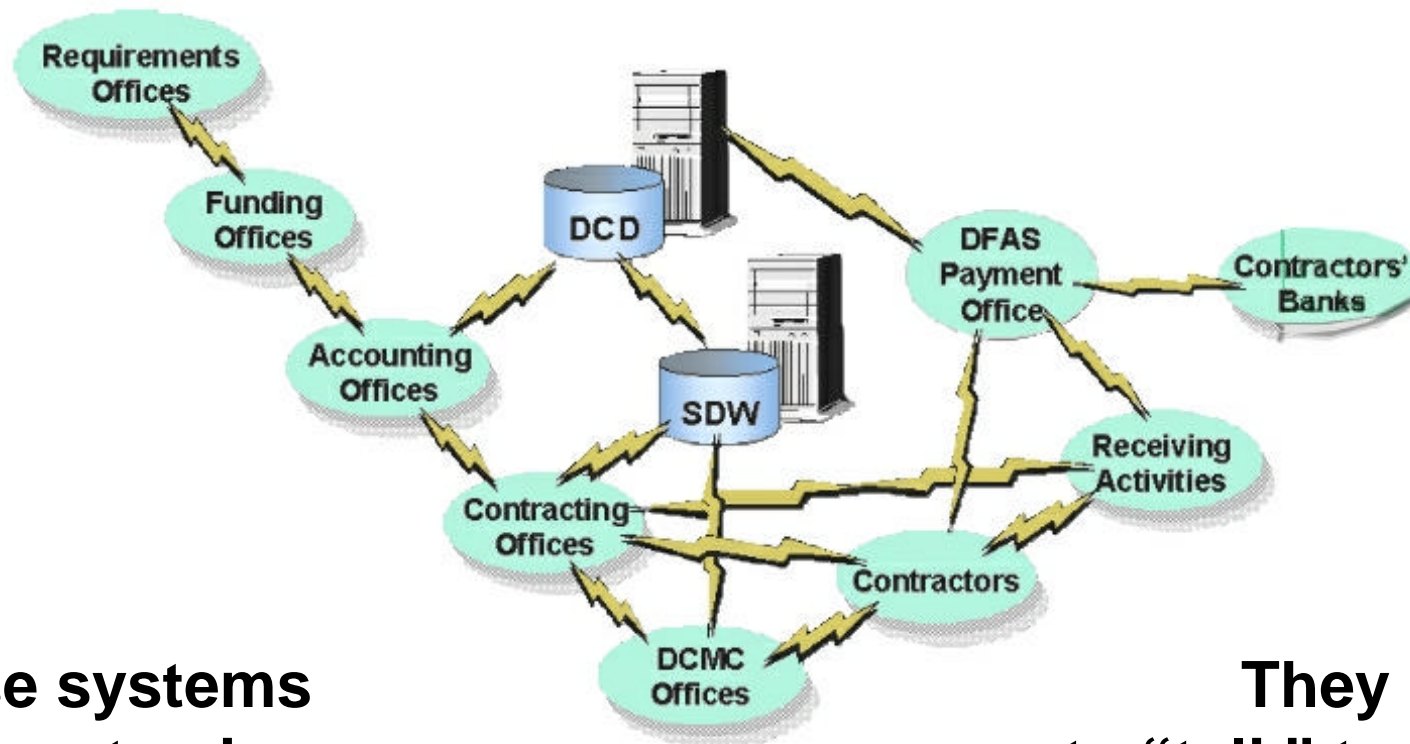 Requirements
Offices
Funding
Offices
DCD
DFAS
Payment
Office
Contractors'
Banks
Accounting
Offices
SDW
Receiving
Activities
Contracting
Offices
Contractors
DCMC
Offices
systems
They